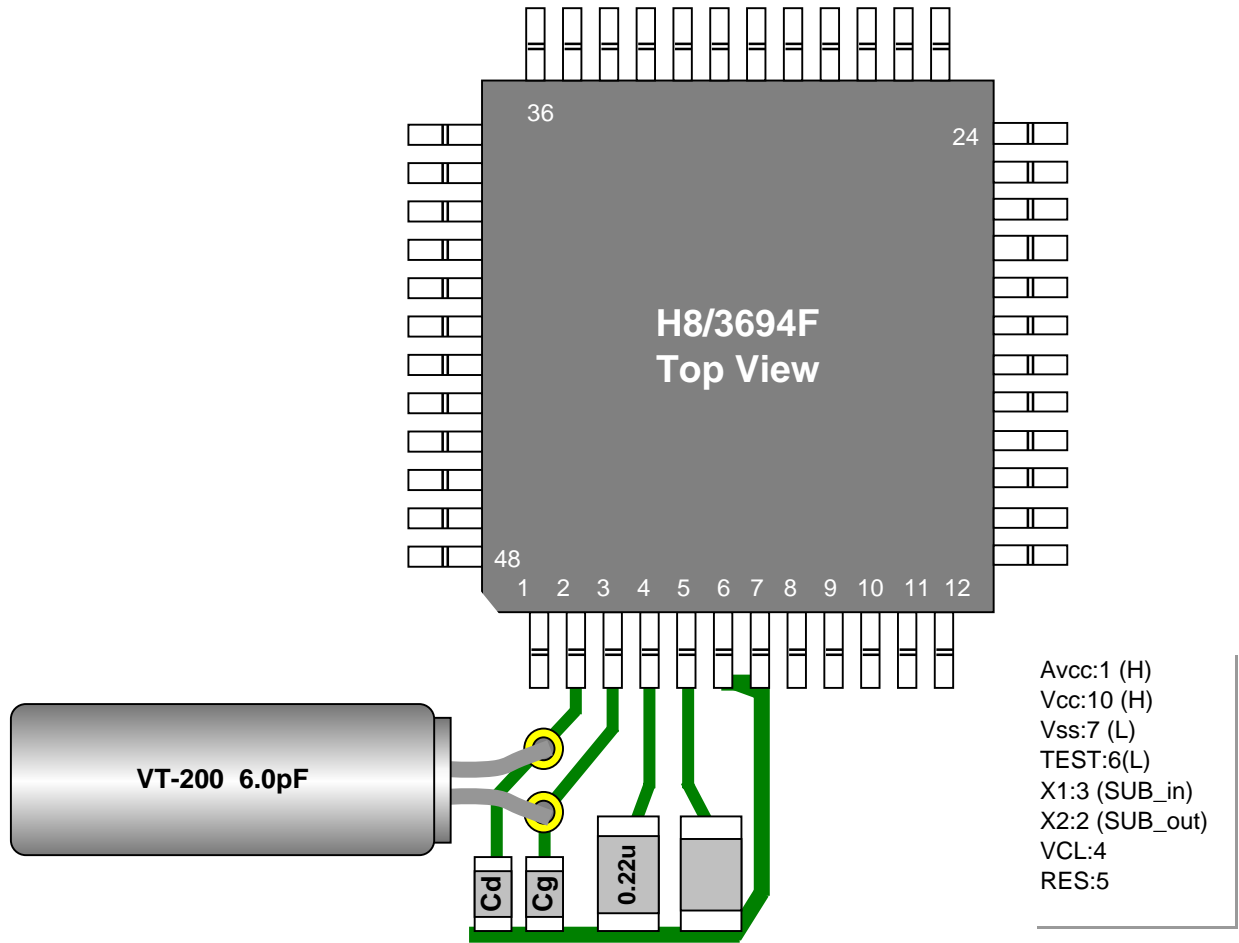 36
24
H8/3694F
Top View
48
1 2 3 4 5 6 7 8 9 10 11 12
VT-200 6.0pF
Cd
Cg
0.22u
Avcc:1 (H)
Vcc:10 (H)
Vss:7 (L)
TEST:6(L)
X1:3 (SUB_in)
X2:2 (SUB_out)
VCL:4
RES:5